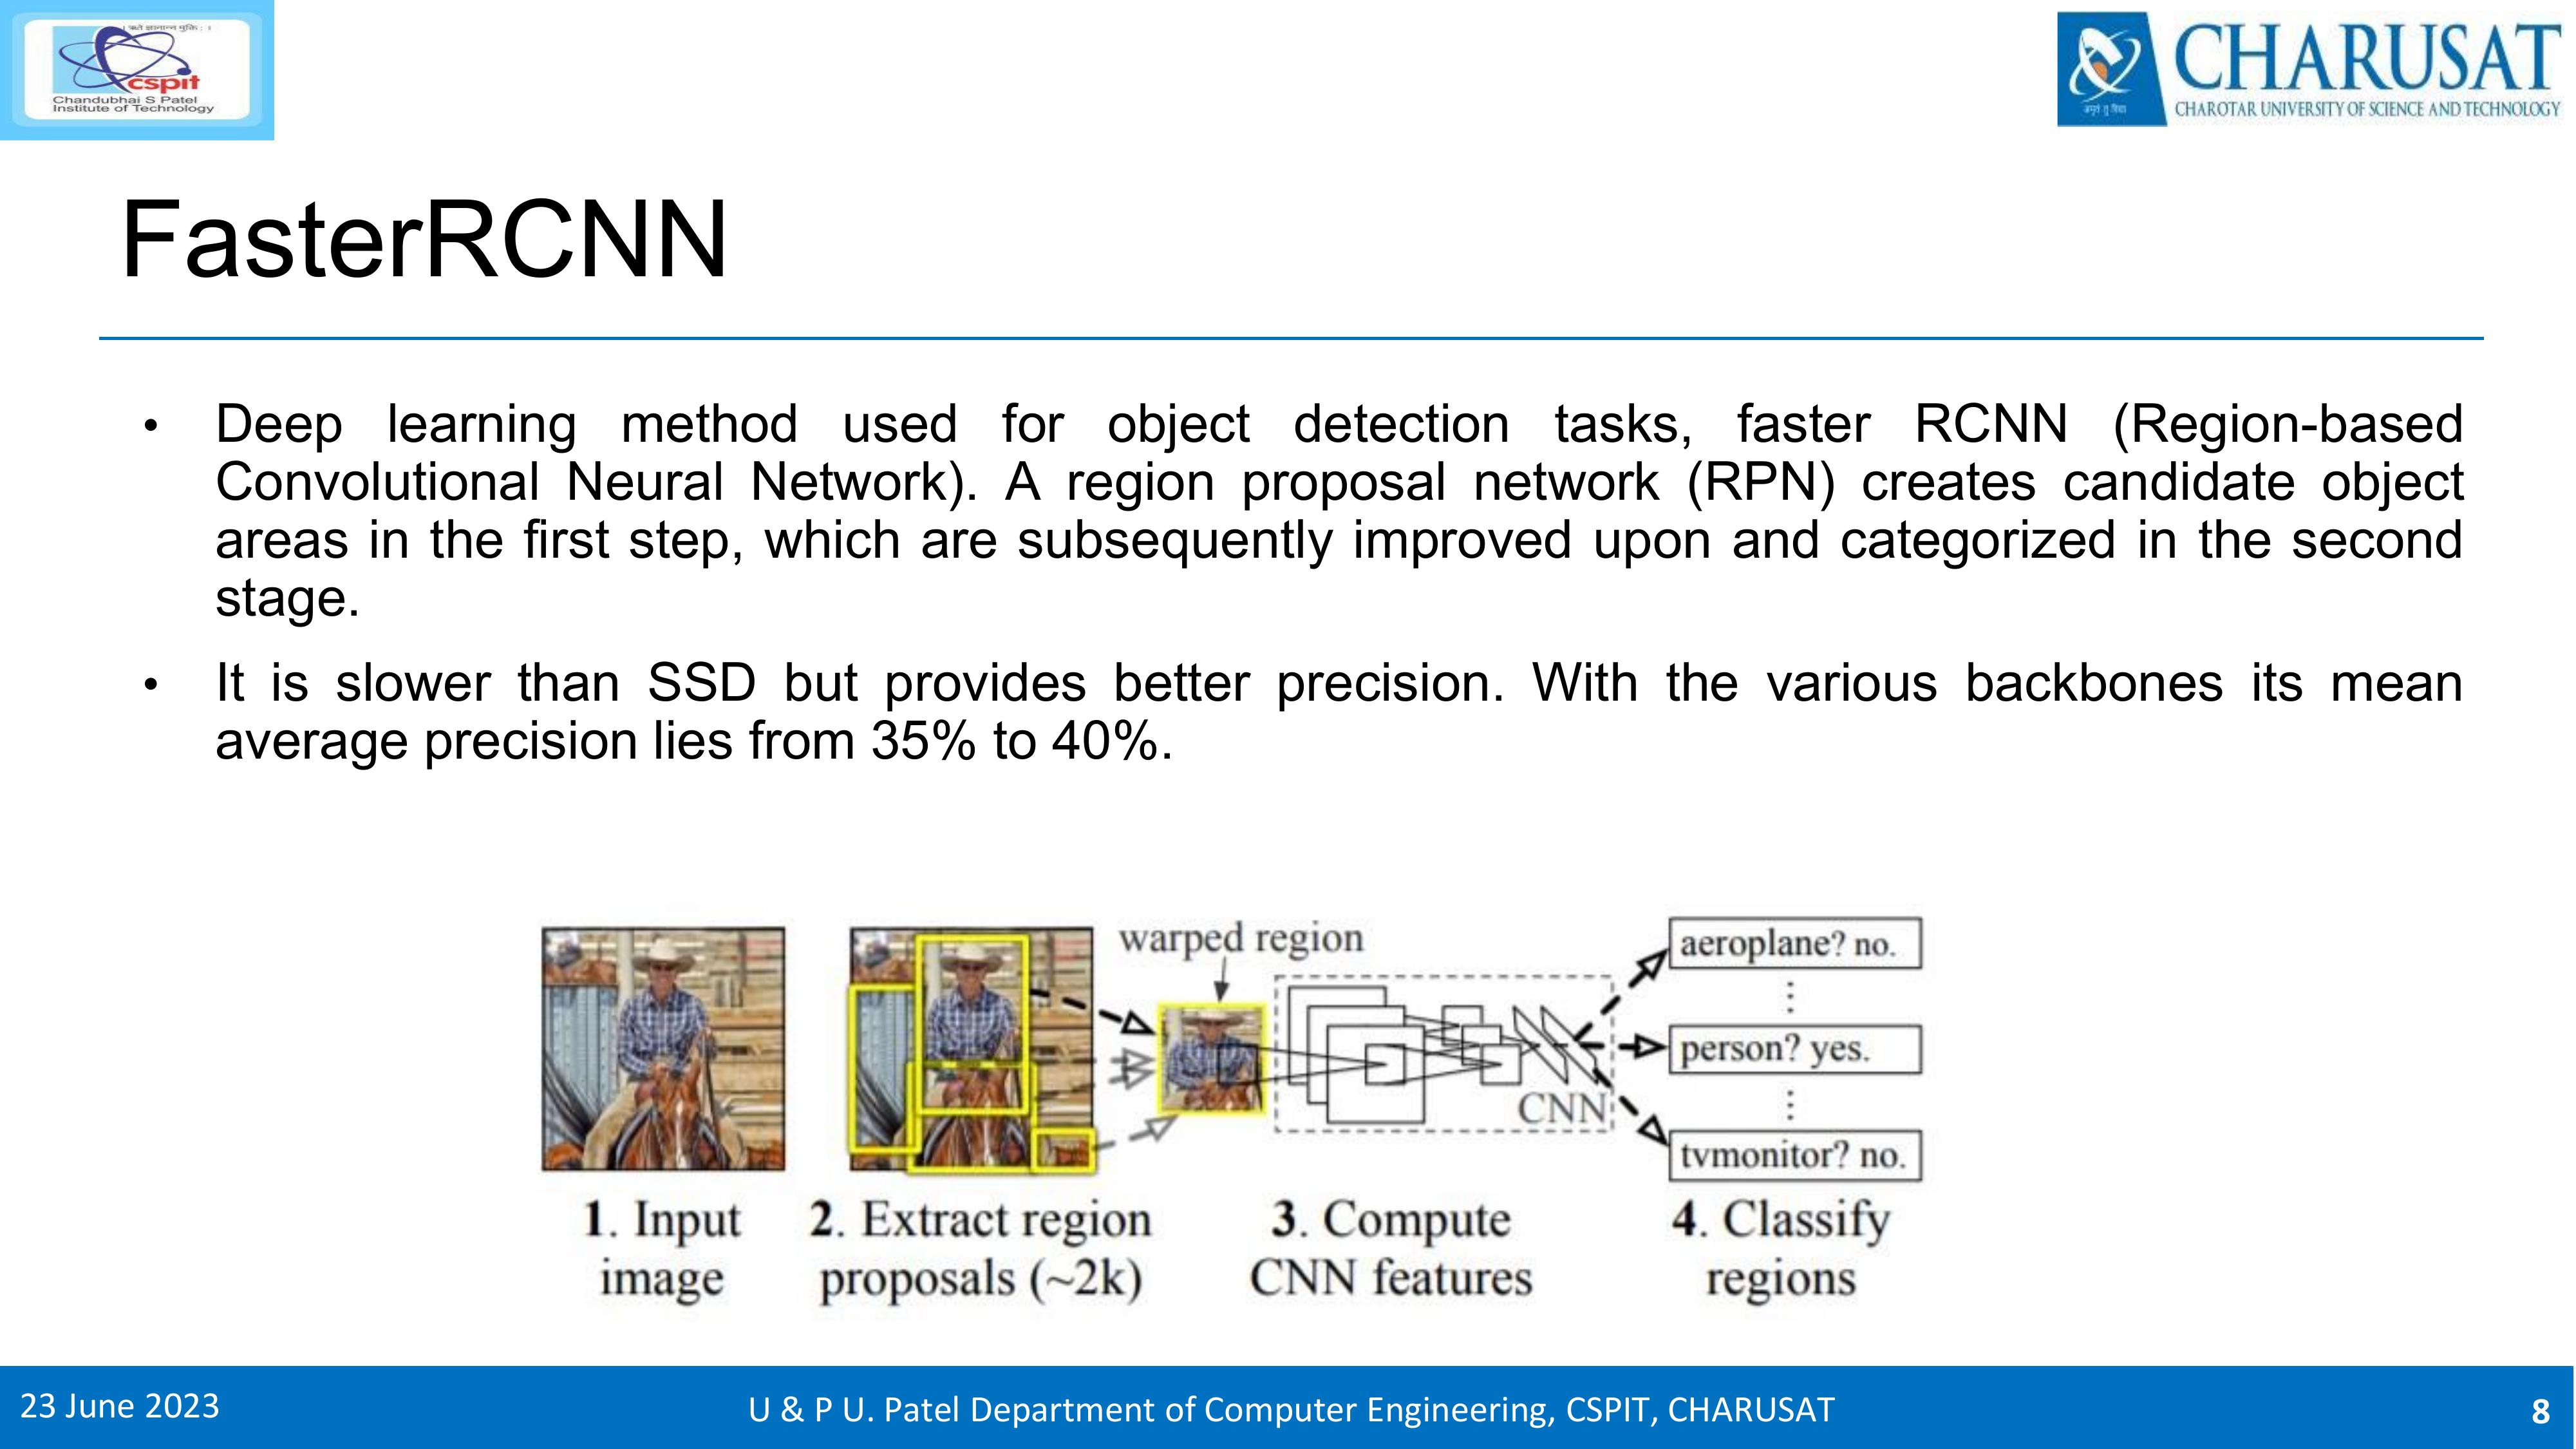 । ऋते ज्ञानान्न मुक्ति: ।
cspit
Chandubhai S Patel
Institute of Technology
CHARUSAT
CHAROTAR UNIVERSITY OF SCIENCE AND TECHNOLOGY
FasterRCNN
• Deep learning method used for object detection tasks, faster RCNN (Region-based
Convolutional Neural Network). A region proposal network (RPN) creates candidate object
areas in the first step, which are subsequently improved upon and categorized in the second
stage.
• It is slower than SSD but provides better precision. With the various backbones its mean
average precision lies from 35% to 40%.
warped region
aeroplane? no.
person? yes.
CNN
tvmonitor? no.
1. Input
image
2. Extract region
proposals (~2k)
3. Compute
CNN features
4. Classify
regions
23 June 2023
U & P U. Patel Department of Computer Engineering, CSPIT, CHARUSAT
8